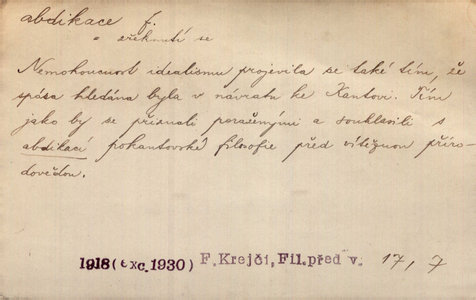 abdikace f.
= zřeknutí se
Nemohoucnost idealismu projevila se také tím, že
spása hledána byla v návratu ke Kantovi. Tím
jako by se přiznali poraženými a souhlasili s
abdikací pokantovské filosofie před vítěznou příro-
dovědou.
1918(exc.1930) F.Krejčí,Fil.před v. 17,7